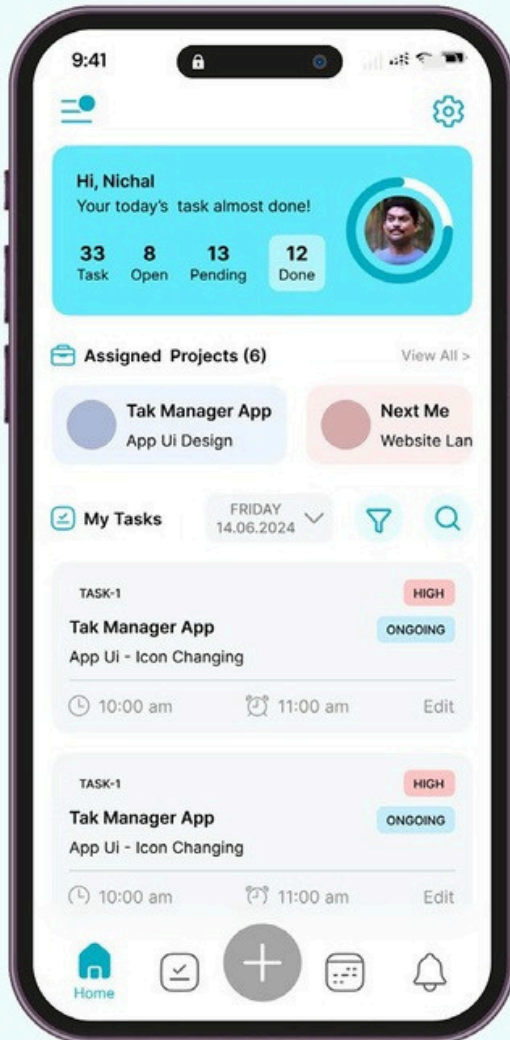 9:41
Hi, Nichal
Your today's task almost done!
33 8 13 12
Task Open Pending Done
Assigned Projects (6) View All >
Tak Manager App Next Me
App Ui Design Website Lan
My Tasks FRIDAY
14.06.2024
TASK-1 HIGH
Tak Manager App ONGOING
App Ui - Icon Changing
10:00 am 11:00 am Edit
TASK-1 HIGH
Tak Manager App ONGOING
App Ui - Icon Changing
10:00 am 11:00 am Edit
Home